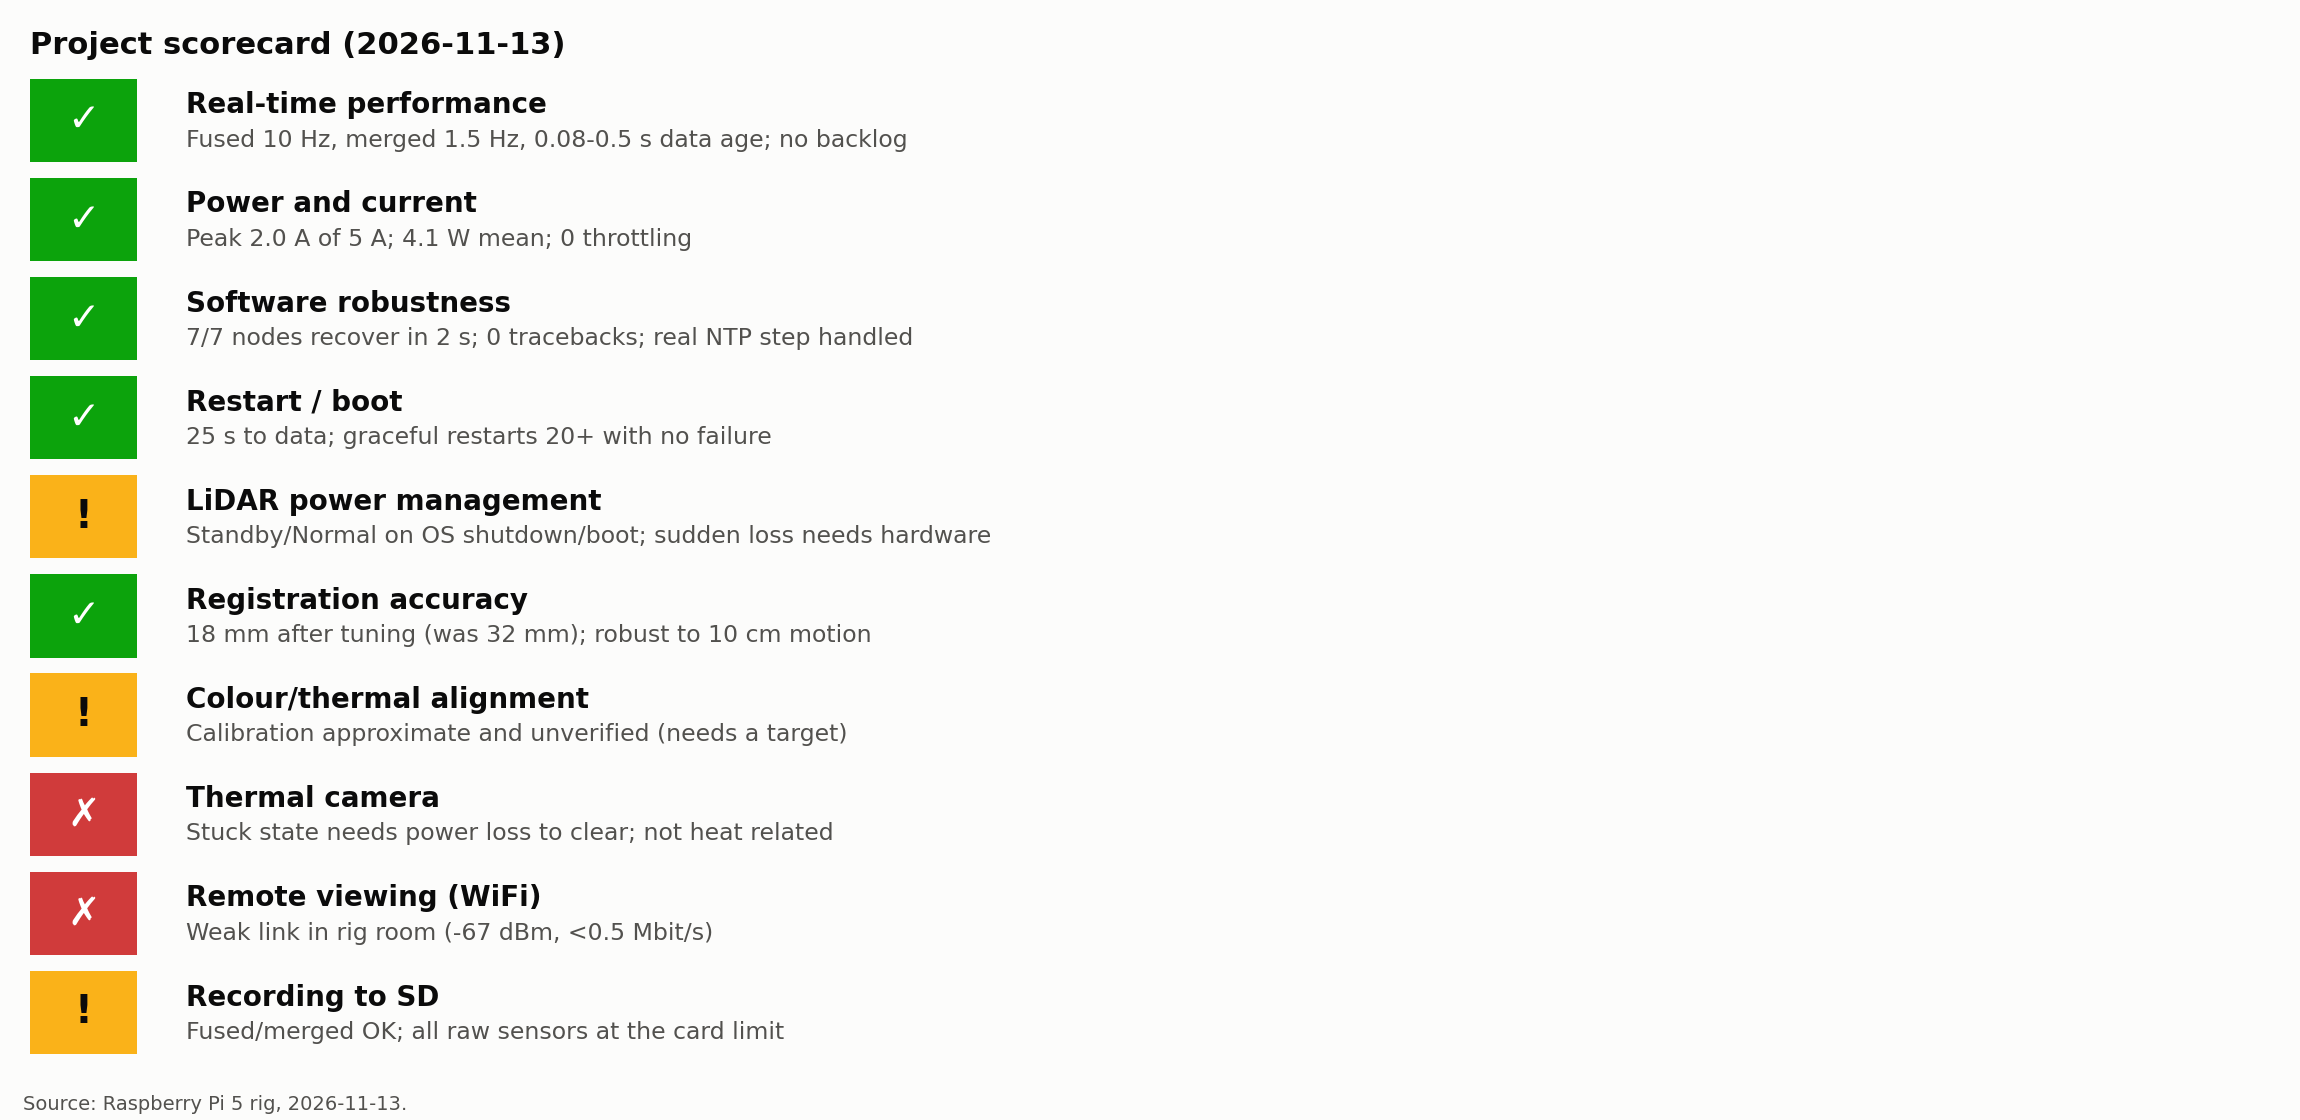 Project scorecard (2026-11-13)
✓
Real-time performance
Fused 10 Hz, merged 1.5 Hz, 0.08-0.5 s data age; no backlog
✓
Power and current
Peak 2.0 A of 5 A; 4.1 W mean; 0 throttling
✓
Software robustness
7/7 nodes recover in 2 s; 0 tracebacks; real NTP step handled
✓
Restart / boot
25 s to data; graceful restarts 20+ with no failure
!
LiDAR power management
Standby/Normal on OS shutdown/boot; sudden loss needs hardware
✓
Registration accuracy
18 mm after tuning (was 32 mm); robust to 10 cm motion
!
Colour/thermal alignment
Calibration approximate and unverified (needs a target)
✗
Thermal camera
Stuck state needs power loss to clear; not heat related
✗
Remote viewing (WiFi)
Weak link in rig room (-67 dBm, <0.5 Mbit/s)
!
Recording to SD
Fused/merged OK; all raw sensors at the card limit
Source: Raspberry Pi 5 rig, 2026-11-13.